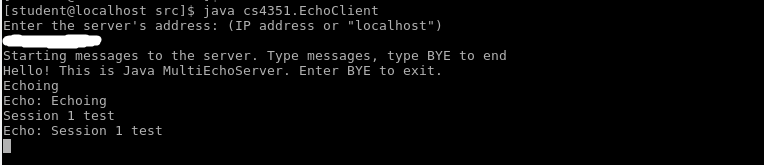 [student@localhost src]$ java cs4351.EchoClient
Enter the server's address: (IP address or "localhost")
Starting messages to the server. Type messages, type BYE to end
Hello! This is Java MultiEchoServer. Enter BYE to exit.
Echoing
Echo: Echoing
Session 1 test
Echo: Session 1 test